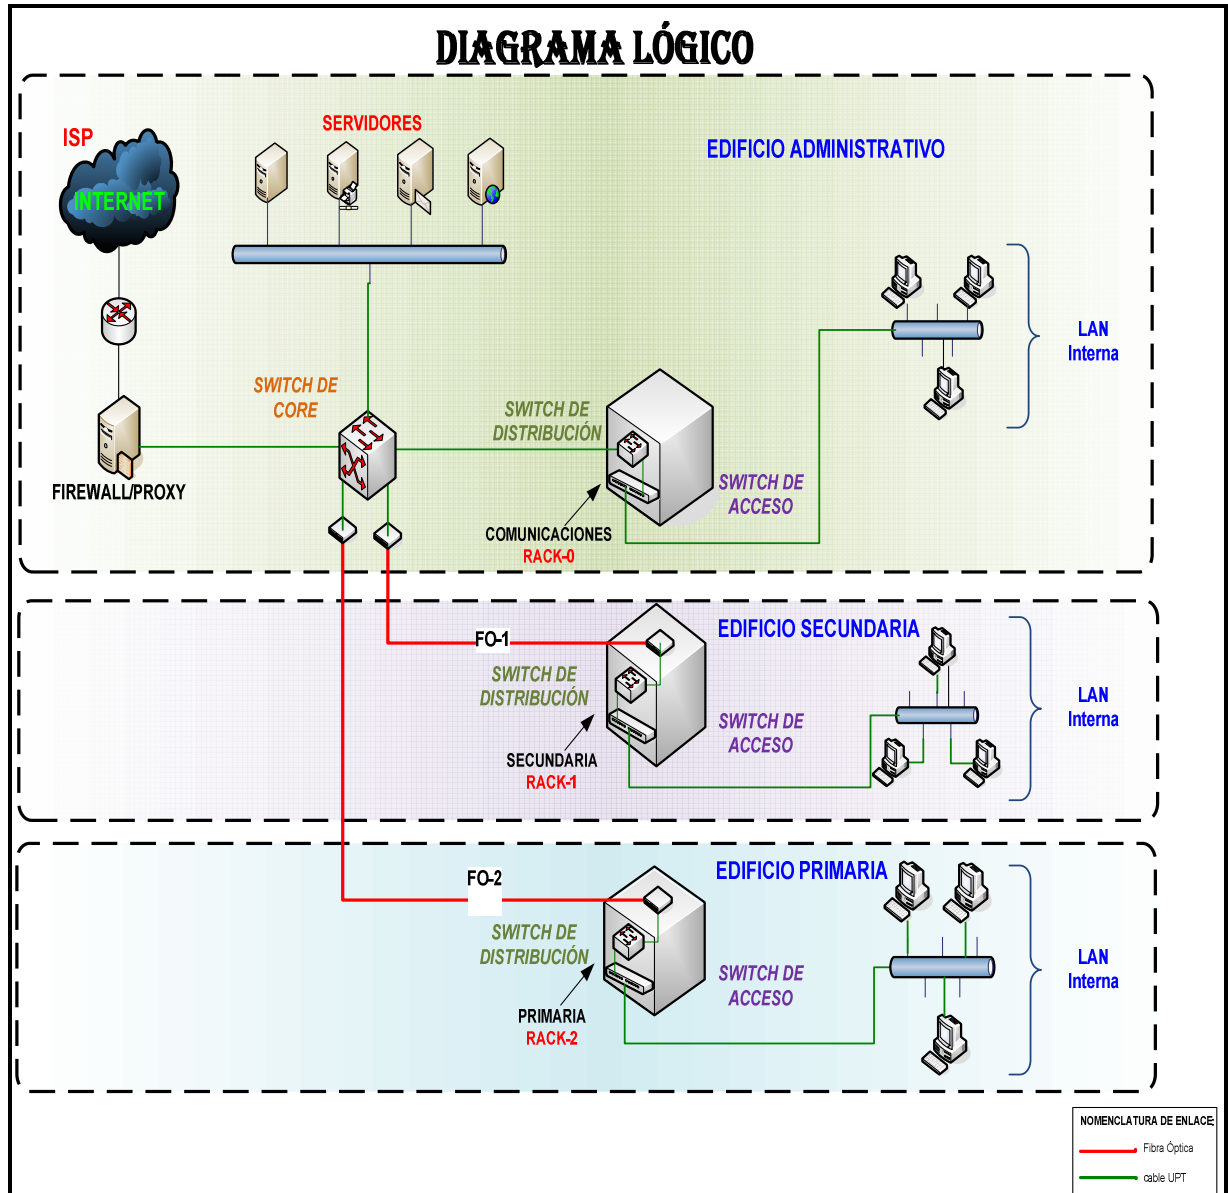 DIAGRAMA LÓGICO
ISP
INTERNET
SERVIDORES
EDIFICIO ADMINISTRATIVO
LAN
Interna
SWITCH DE
CORE
SWITCH DE
DISTRIBUCIÓN
FIREWALL/PROXY
SWITCH DE
ACCESO
COMUNICACIONES
RACK-0
FO-1
EDIFICIO SECUNDARIA
SWITCH DE
DISTRIBUCIÓN
LAN
Interna
SWITCH DE
ACCESO
SECUNDARIA
RACK-1
FO-2
EDIFICIO PRIMARIA
SWITCH DE
DISTRIBUCIÓN
LAN
Interna
SWITCH DE
ACCESO
PRIMARIA
RACK-2
NOMENCLATURA DE ENLACE:
Fibra Óptica
cable UPT